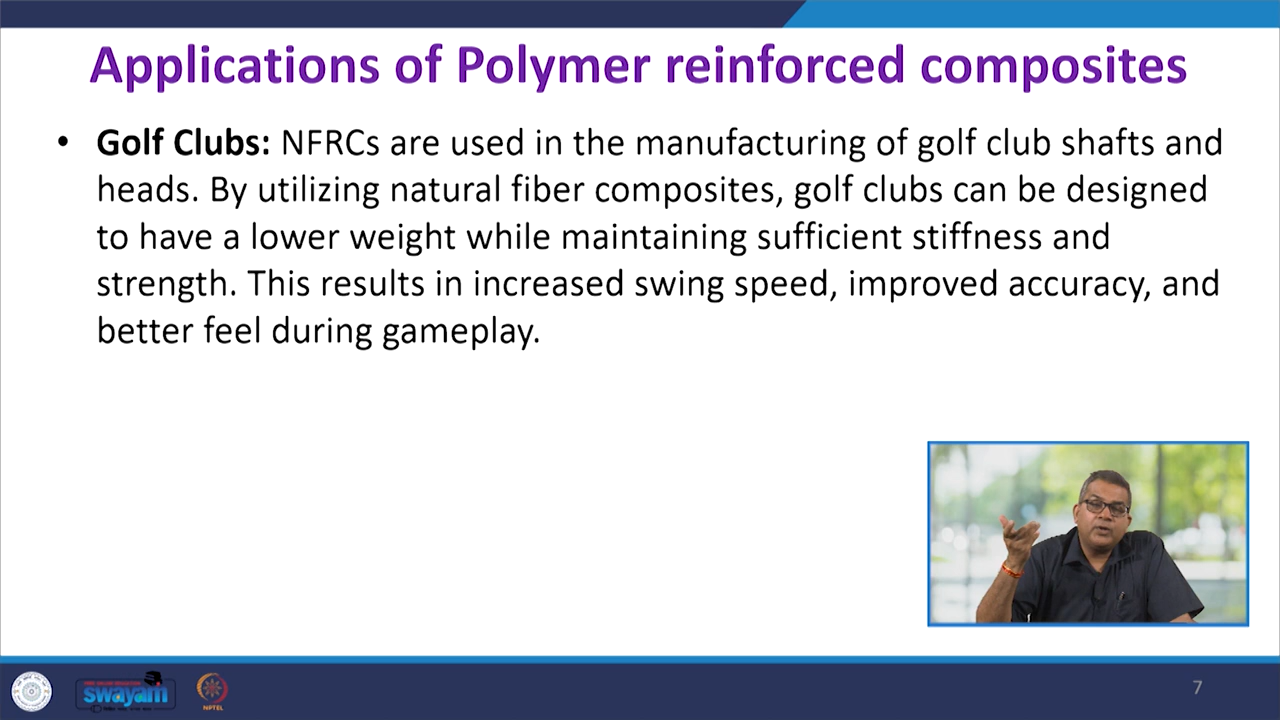 Applications of Polymer reinforced composites
• Golf Clubs: NFRCs are used in the manufacturing of golf club shafts and
heads. By utilizing natural fiber composites, golf clubs can be designed
to have a lower weight while maintaining sufficient stiffness and
strength. This results in increased swing speed, improved accuracy, and
better feel during gameplay.
swayam
NPTEL
7